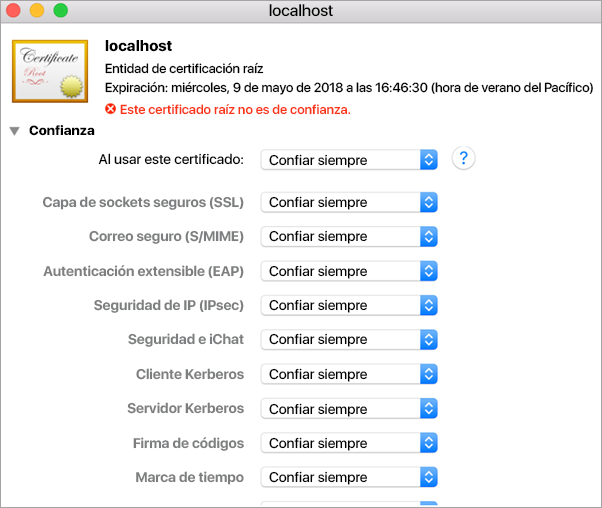 localhost
Certificate
Root
localhost
Entidad de certificación raíz
Expiración: miércoles, 9 de mayo de 2018 a las 16:46:30 (hora de verano del Pacífico)
Este certificado raíz no es de confianza.
Confianza
Al usar este certificado: Confiar siempre ?
Capa de sockets seguros (SSL) Confiar siempre
Correo seguro (S/MIME) Confiar siempre
Autenticación extensible (EAP) Confiar siempre
Seguridad de IP (IPsec) Confiar siempre
Seguridad e iChat Confiar siempre
Cliente Kerberos Confiar siempre
Servidor Kerberos Confiar siempre
Firma de códigos Confiar siempre
Marca de tiempo Confiar siempre